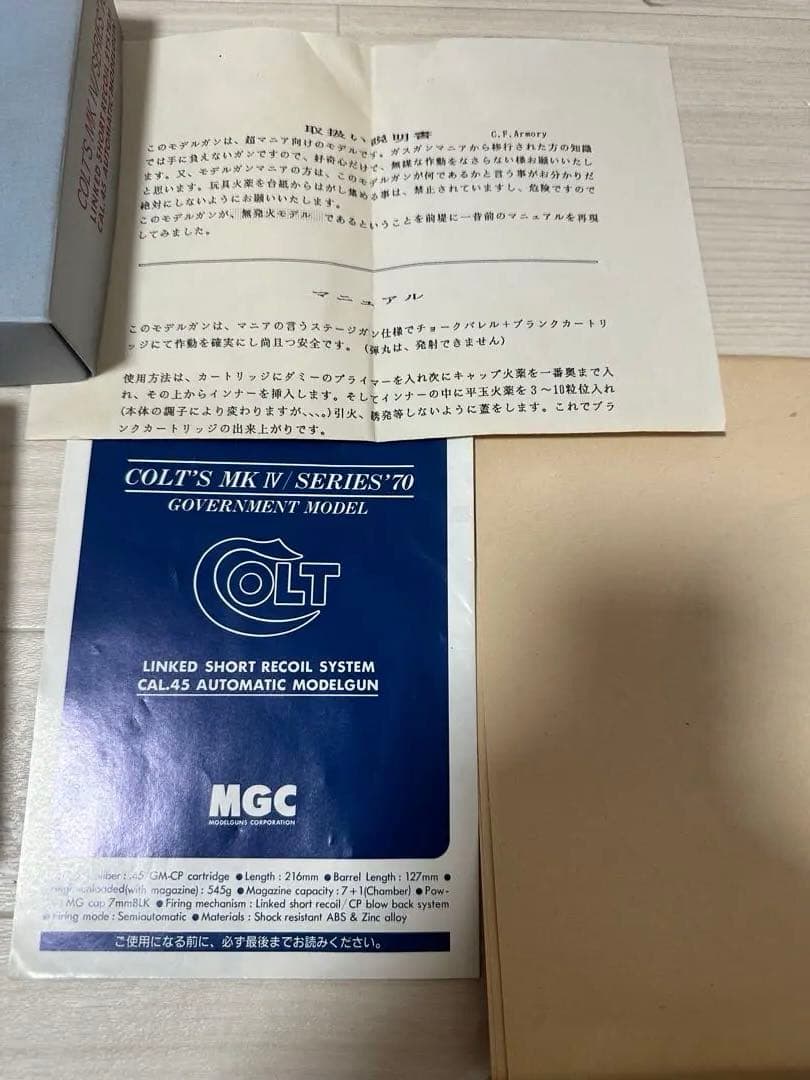 COLT'S MK IV/SERIES
LINKED SHORT RECOIL SYSTEM
CAL.45 AUTOMATIC
取扱い説明書 C.F.Armory
このモデルガンは、超マニア向けのモデルです。ガスガンマニアから移行された方の知識
では手に負えないガンですので、好奇心だけで、無謀な作動をなさらない様お願いいたし
ます。又、モデルガンマニアの方は、このモデルガンが何であるかと言う事がお分かりだ
と思います。玩具火薬を台紙からはがし集める事は、禁止されていますし、危険ですので
絶対にしないようにお願いいたします。
このモデルガンが、無発火モデル であるということを前堤に一昔前のマニュアルを再現
してみました。
マニュアル
このモデルガンは、マニアの言うステージガン仕様でチョークバレル+ブランクカートリ
ッジにて作動を確実にし尚且つ安全です。(弾丸は、発射できません)
使用方法は、カートリッジにダミーのプライマーを入れ次にキャップ火薬を一番奥まで入
れ、その上からインナーを挿入します。そしてインナーの中に平玉火薬を3~10粒位入れ
(本体の調子により変わりますが、、、。)引火、誘発等しないように蓋をします。これでブラ
ンクカートリッジの出来上がりです。
COLT'S MK IV/SERIES'70
GOVERNMENT MODEL
COLT
LINKED SHORT RECOIL SYSTEM
CAL.45 AUTOMATIC MODELGUN
MGC
MODELGUNS CORPORATION
.45 GM-CP cartridge ● Length : 216mm ● Barrel Length : 127mm ●
(with magazine) : 545g ● Magazine capacity : 7+1(Chamber) ● Pow-
MG cap 7mmBLK ● Firing mechanism : Linked short recoil/CP blow back system
● Firing mode : Semiautomatic ● Materials : Shock resistant ABS & Zinc alloy
ご使用になる前に、必ず最後までお読みください。